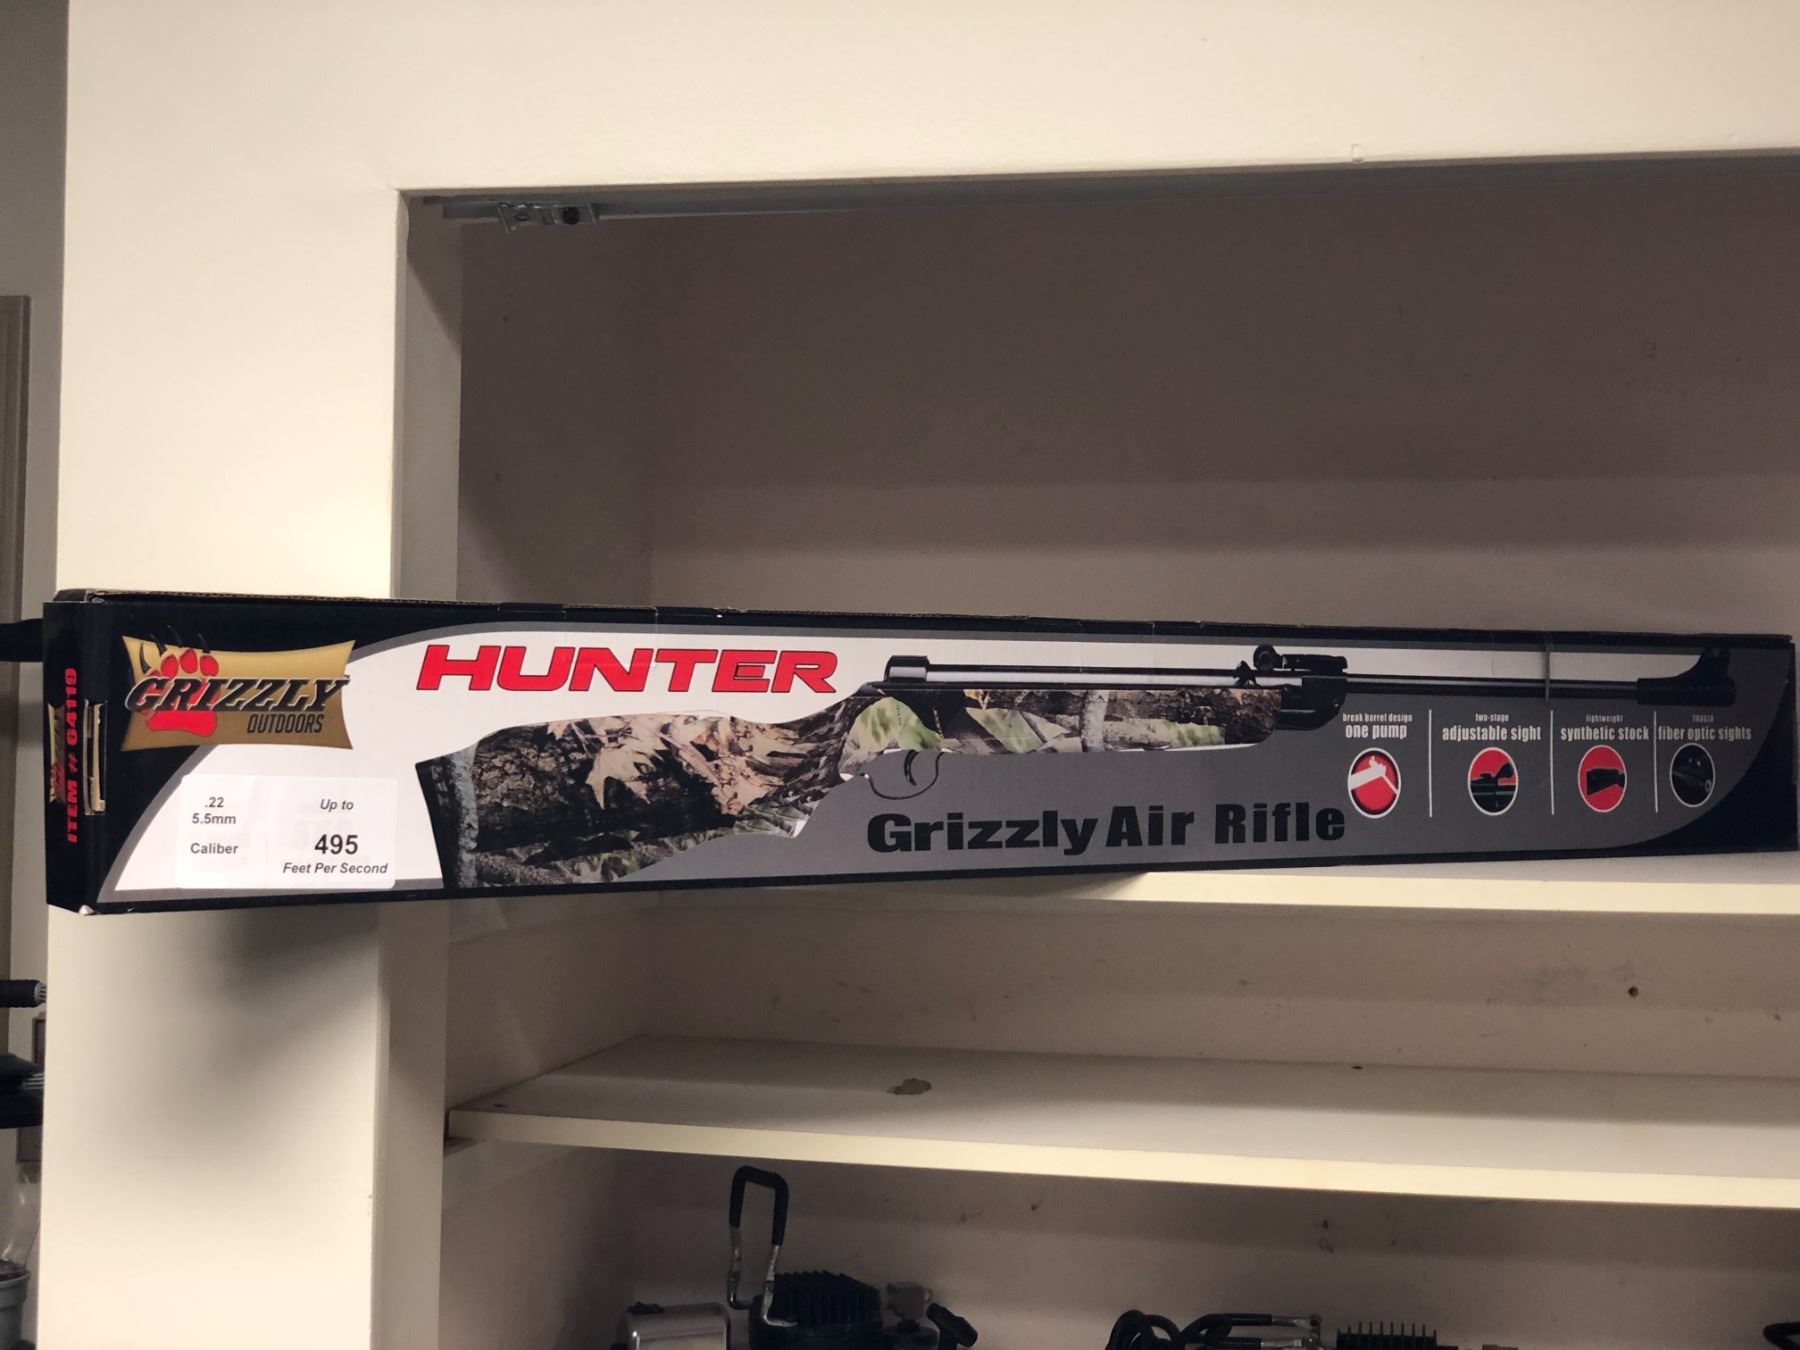 ITEM # 64119
GRIZZLY
OUTDOORS
HUNTER
.22
5.5mm
Caliber
Up to
495
Feet Per Second
Grizzly Air Rifle
break barrel design
one pump
two-stage
adjustable sight
lightweight
synthetic stock
fiber optic sights